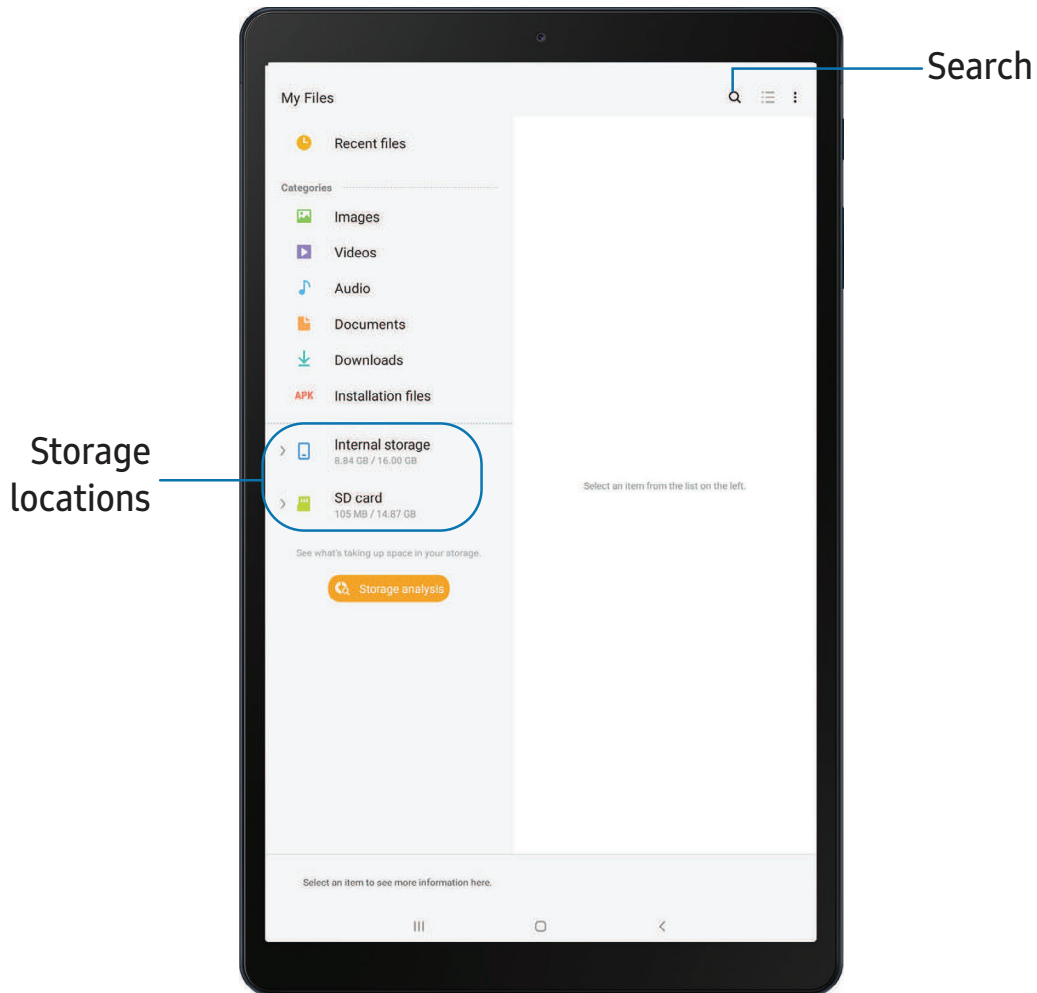 Search
My Files
Recent files
Categories
Images
Videos
Audio
Documents
Downloads
APK Installation files
Storage
locations
Internal storage
8.84 GB / 16.00 GB
SD card
105 MB / 14.87 GB
Select an item from the list on the left.
See what's taking up space in your storage.
Storage analysis
Select an item to see more information here.